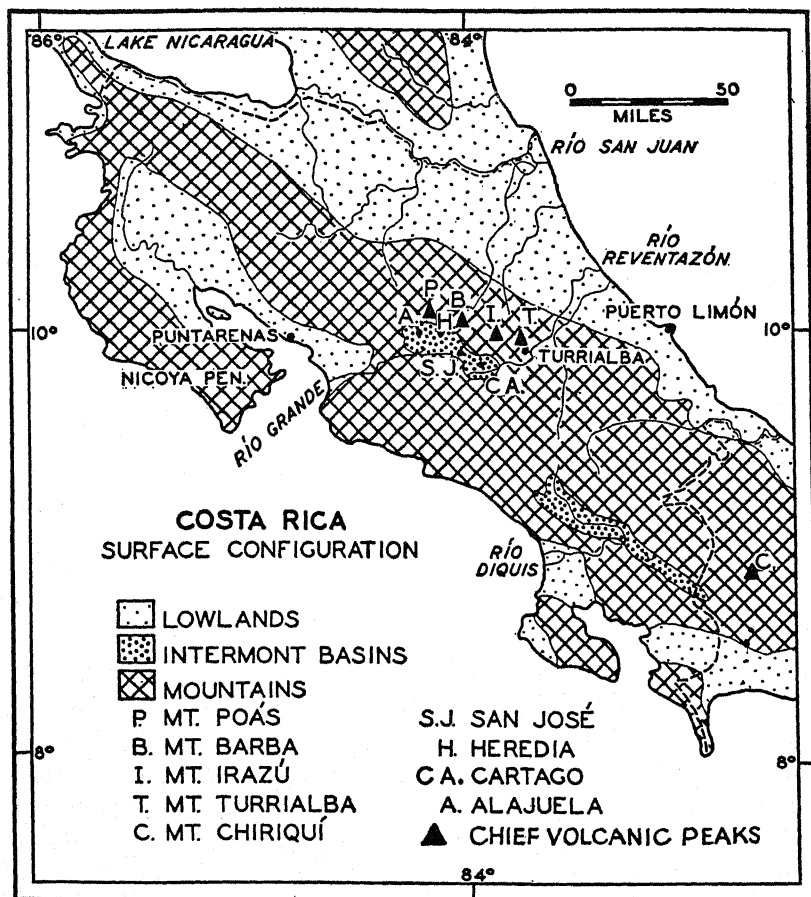 86°
84°
LAKE NICARAGUA
0 50
MILES
RÍO SAN JUAN
RÍO
REVENTAZÓN
P.
B.
A.
H.
I.
T.
PUERTO LIMÓN
10°
10°
PUNTARENAS
TURRIALBA
S.J.
C A.
NICOYA PEN.
RÍO GRANDE
COSTA RICA
SURFACE CONFIGURATION
RÍO
DIQUIS
C.
LOWLANDS
INTERMONT BASINS
MOUNTAINS
P. MT. POÁS
B. MT. BARBA
I. MT. IRAZÚ
T. MT. TURRIALBA
C. MT. CHIRIQUÍ
S.J. SAN JOSÉ
H. HEREDIA
C A. CARTAGO
A. ALAJUELA
CHIEF VOLCANIC PEAKS
8°
8°
84°